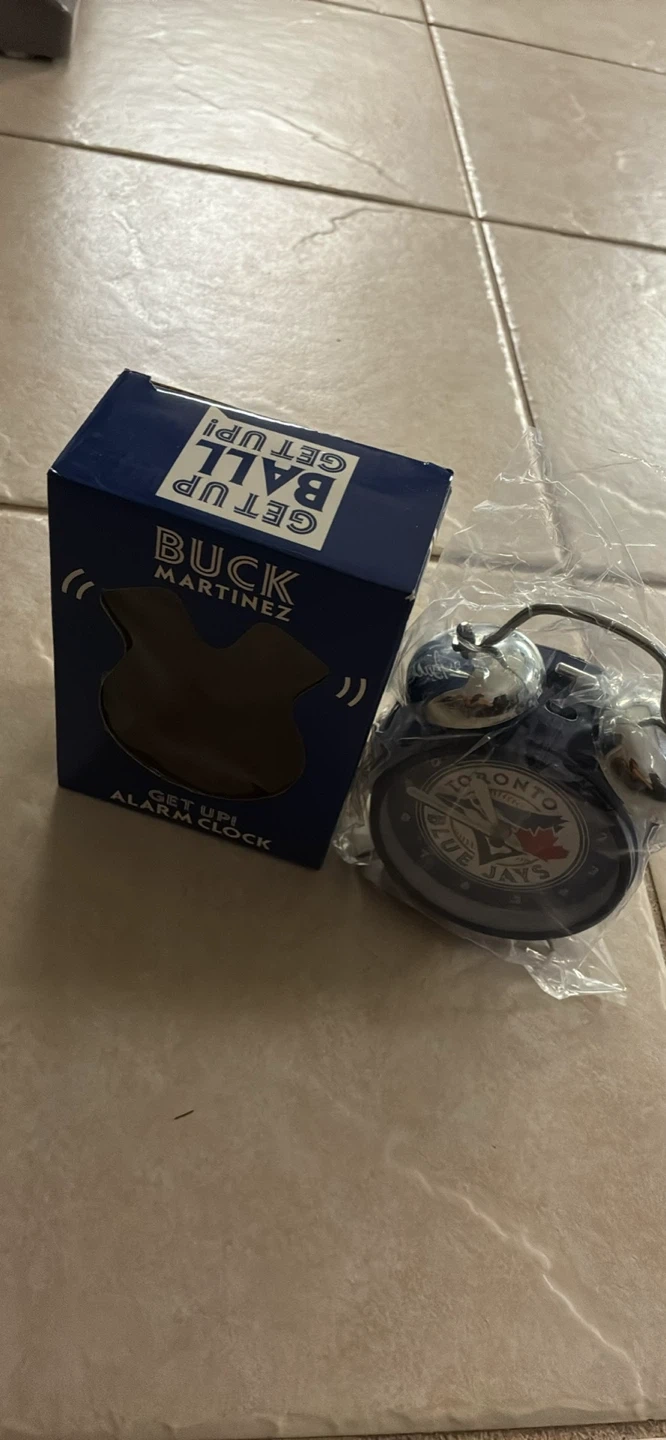 GET UP
BALL
GET UP!
BUCK
MARTINEZ
GET UP!
ALARM CLOCK
TORONTO
BLUE JAYS